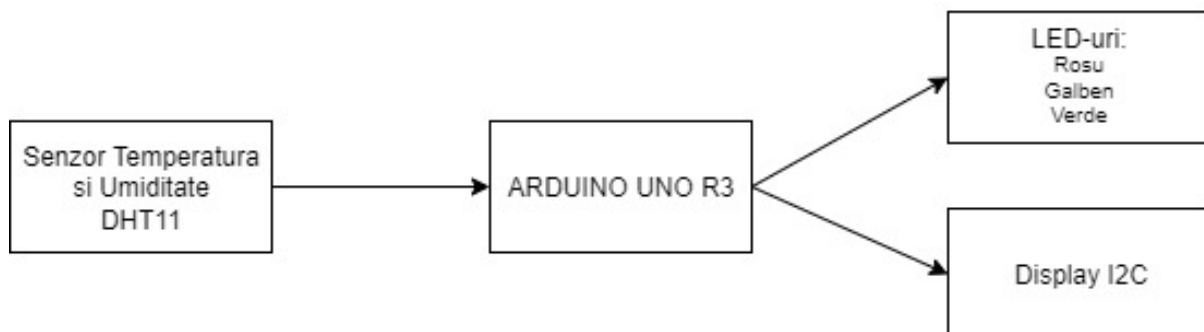 Senzor Temperatura
si Umiditate
DHT11
ARDUINO UNO R3
LED-uri:
Rosu
Galben
Verde
Display I2C